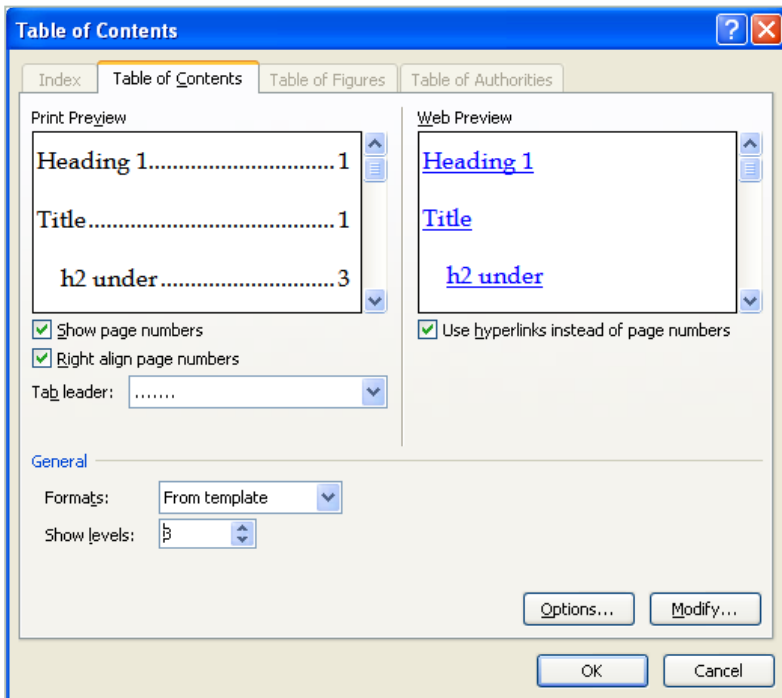 Table of Contents
Index Table of Contents Table of Figures Table of Authorities
Print Preview
Heading 1..............................1
Title........................................1
h2 under............................3
Show page numbers
Right align page numbers
Tab leader: .......
Web Preview
Heading 1
Title
h2 under
Use hyperlinks instead of page numbers
General
Formats: From template
Show levels: 3
Options... Modify...
OK Cancel